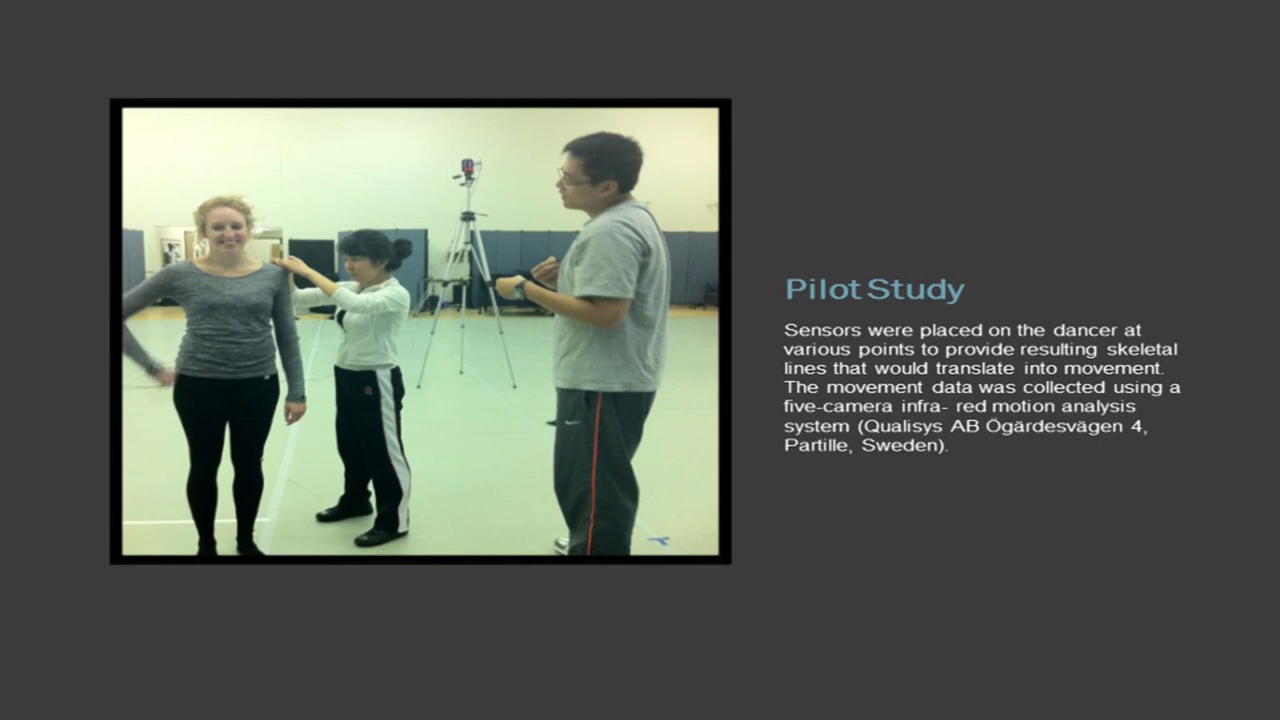 Pilot Study
Sensors were placed on the dancer at
various points to provide resulting skeletal
lines that would translate into movement.
The movement data was collected using a
five-camera infra- red motion analysis
system (Qualisys AB Ögärdesvägen 4,
Partille, Sweden).